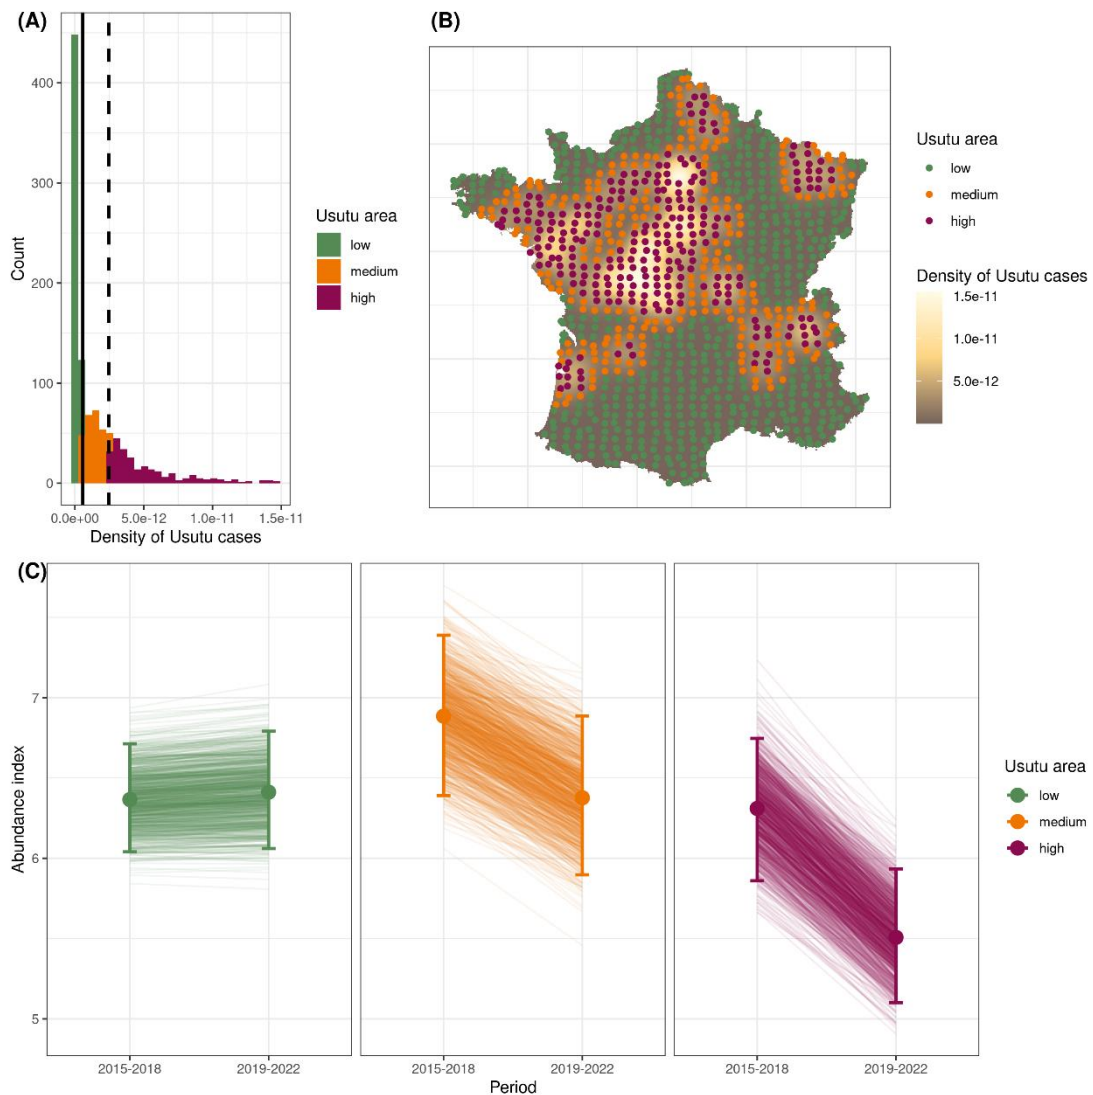 (A)
400
300
200
100
0
Count
0.0e+00 5.0e-12 1.0e-11 1.5e-11
Density of Usutu cases
Usutu area
low
medium
high
(B)
Usutu area
low
medium
high
Density of Usutu cases
1.5e-11
1.0e-11
5.0e-12
(C)
7
6
5
Abundance index
2015-2018 2019-2022 2015-2018 2019-2022 2015-2018 2019-2022
Period
Usutu area
low
medium
high